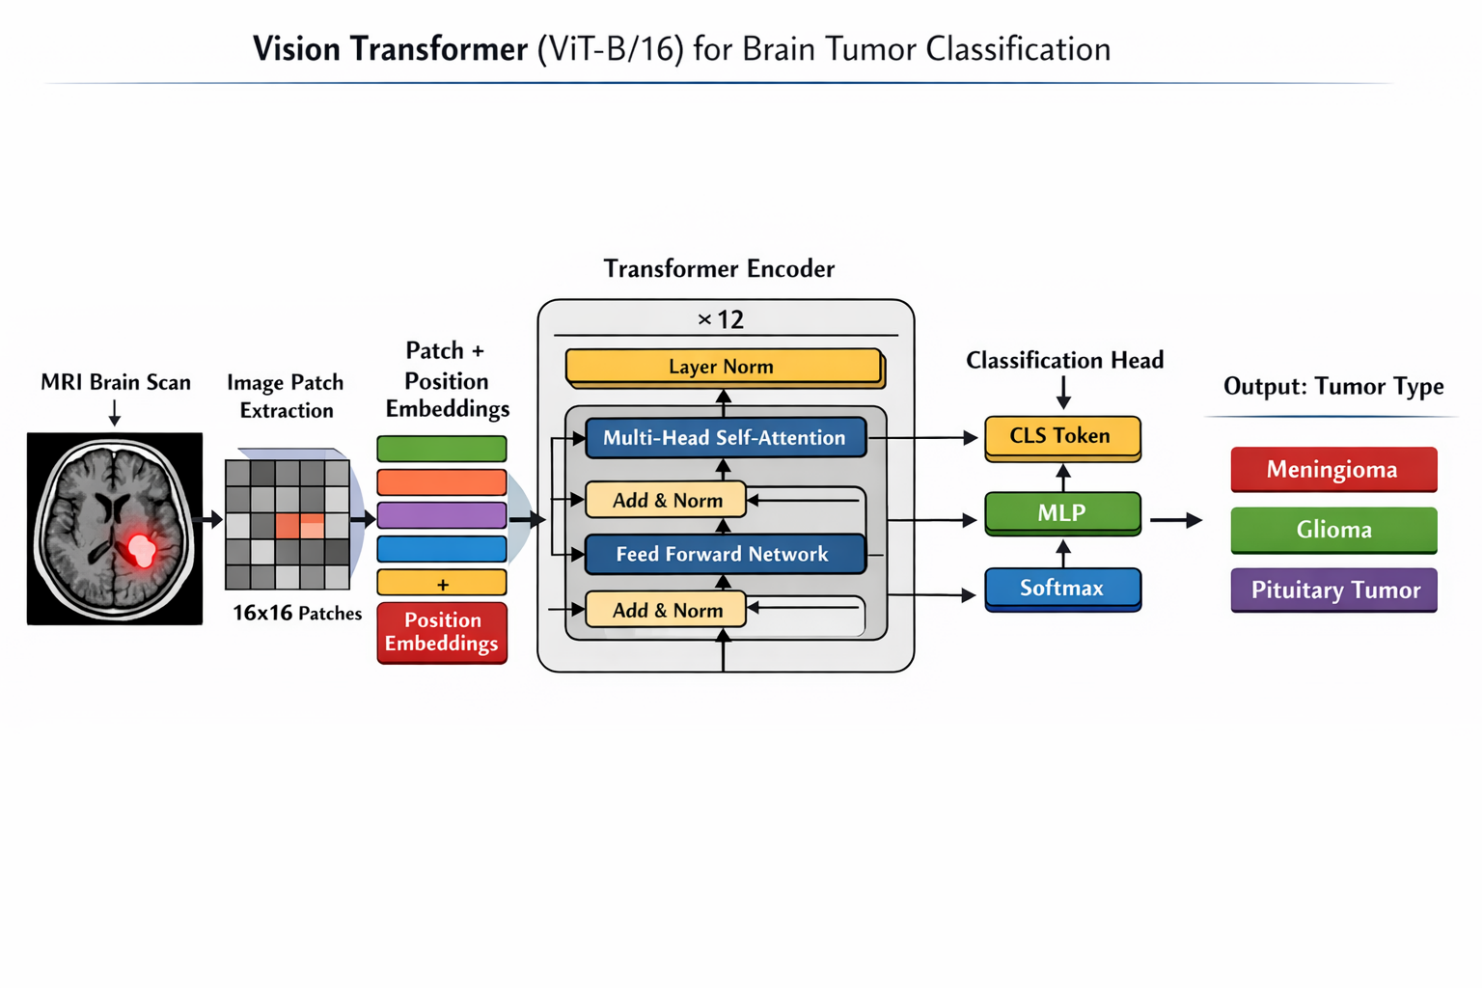 Vision Transformer (ViT-B/16) for Brain Tumor Classification
MRI Brain Scan
Image Patch
Extraction
16x16 Patches
Patch +
Position
Embeddings
+
Position
Embeddings
Transformer Encoder
× 12
Layer Norm
Multi-Head Self-Attention
Add & Norm
Feed Forward Network
Add & Norm
Classification Head
CLS Token
MLP
Softmax
Output: Tumor Type
Meningioma
Glioma
Pituitary Tumor